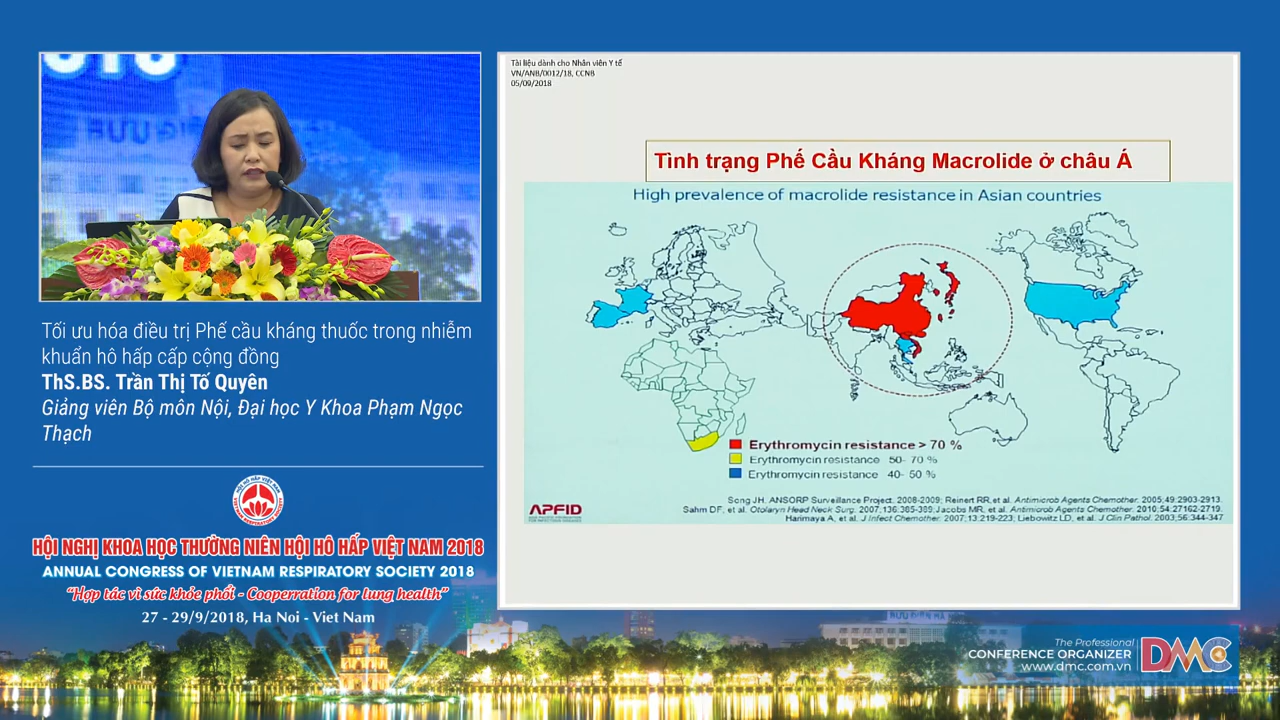 Tài liệu dành cho Nhân viên Y tế
VN/ANB/0012/18, CCNB
05/09/2018
Tình trạng Phế Cầu Kháng Macrolide ở châu Á
High prevalence of macrolide resistance in Asian countries
Erythromycin resistance > 70 %
Erythromycin resistance 50- 70 %
Erythromycin resistance 40- 50 %
Song JH. ANSORP Surveillance Project. 2008-2009; Reinert RR, et al. Antimicrob Agents Chemother. 2005;49:2903-2913.
Sahm DF, et al. Otolaryn Head Neck Surg. 2007;136:385-389; Jacobs MR, et al. Antimicrob Agents Chemother. 2010;54:27162-2719.
Harimaya A, et al. J Infect Chemother. 2007;13:219-223; Liebowitz LD, et al. J Clin Pathol. 2003;56:344-347
APFID
Tối ưu hóa điều trị Phế cầu kháng thuốc trong nhiễm
khuẩn hô hấp cấp cộng đồng
ThS.BS. Trần Thị Tố Quyên
Giảng viên Bộ môn Nội, Đại học Y Khoa Phạm Ngọc
Thạch
HỘI HÔ HẤP VIỆT NAM
VIETNAM RESPIRATORY SOCIETY
HỘI NGHỊ KHOA HỌC THƯỜNG NIÊN HỘI HÔ HẤP VIỆT NAM 2018
ANNUAL CONGRESS OF VIETNAM RESPIRATORY SOCIETY 2018
“Hợp tác vì sức khỏe phổi - Cooperration for lung health”
27 - 29/9/2018, Ha Noi - Viet Nam
The Professional
CONFERENCE ORGANIZER
www.dmc.com.vn
DMC